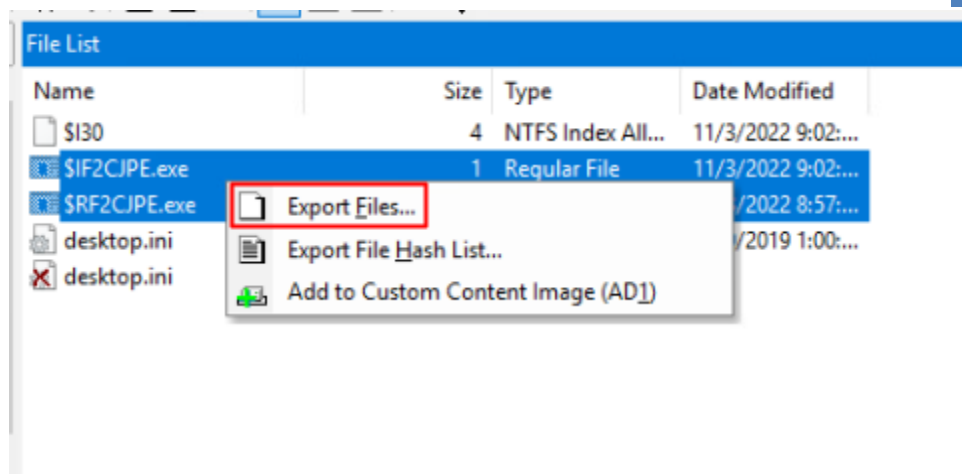 File List
Name Size Type Date Modified
$I30 4 NTFS Index All... 11/3/2022 9:02:...
$IF2CJPE.exe 1 Regular File 11/3/2022 9:02:...
$RF2CJPE.exe /2022 8:57:...
Export Files...
desktop.ini /2019 1:00:...
Export File Hash List...
desktop.ini
Add to Custom Content Image (AD1)